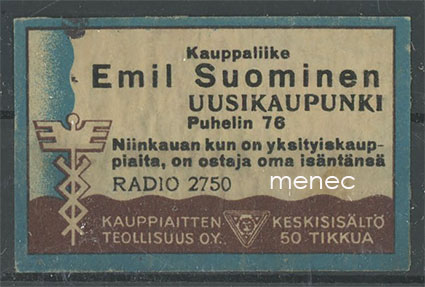 Kauppaliike
Emil Suominen
UUSIKAUPUNKI
Puhelin 76
Niinkauan kun on yksityiskaup-
piaita, on ostaja oma isäntänsä
RADIO 2750
menec
KAUPPIAITTEN KESKISISÄLTÖ
TEOLLISUUS OY. 50 TIKKUA